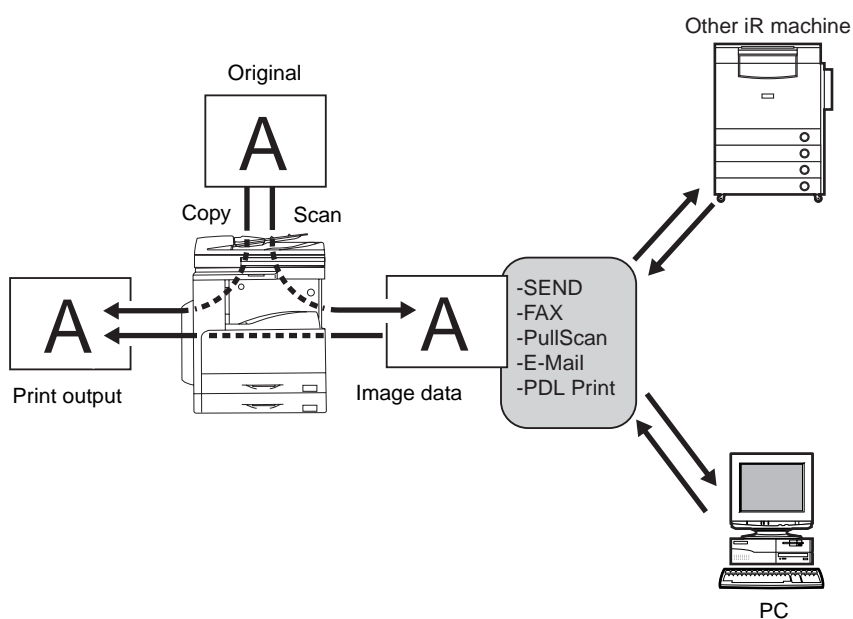 Other iR machine
Original
A
Copy
Scan
A
Print output
A
Image data
-SEND
-FAX
-PullScan
-E-Mail
-PDL Print
PC